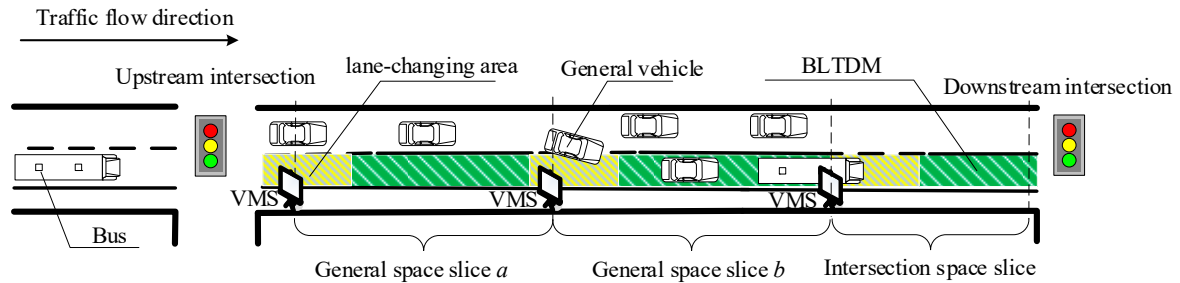 Traffic flow direction
Upstream intersection
lane-changing area
General vehicle
BLTDM
Downstream intersection
VMS
VMS
VMS
Bus
General space slice a
General space slice b
Intersection space slice